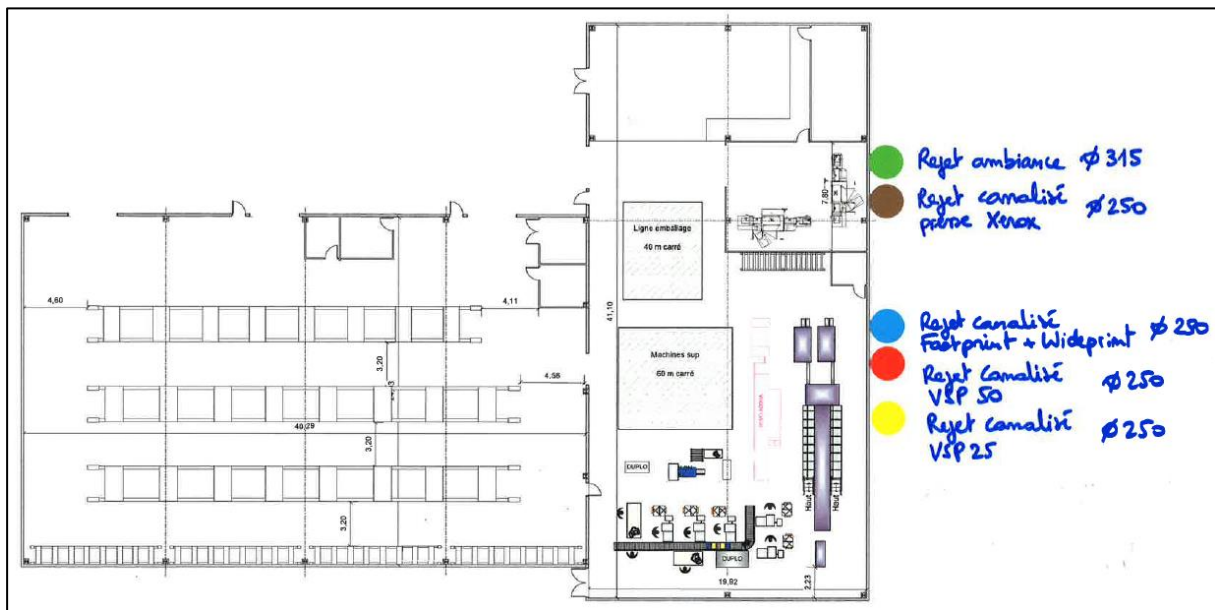 Rejet ambiance Ø 315
Rejet canalisé Ø 250
presse Xerox
7,80
Ligne emballage
40 m carré
4,60
4,11
41,10
Rejet canalisé
Fastprint + Wideprint Ø 250
Machines sup
60 m carré
3,20
Rejet canalisé Ø 250
VSP 50
4,56
40,29
Rejet canalisé Ø 250
VSP 25
3,20
DUPLO
Haut
Haut
3,20
DUPLO
19,92
2,23